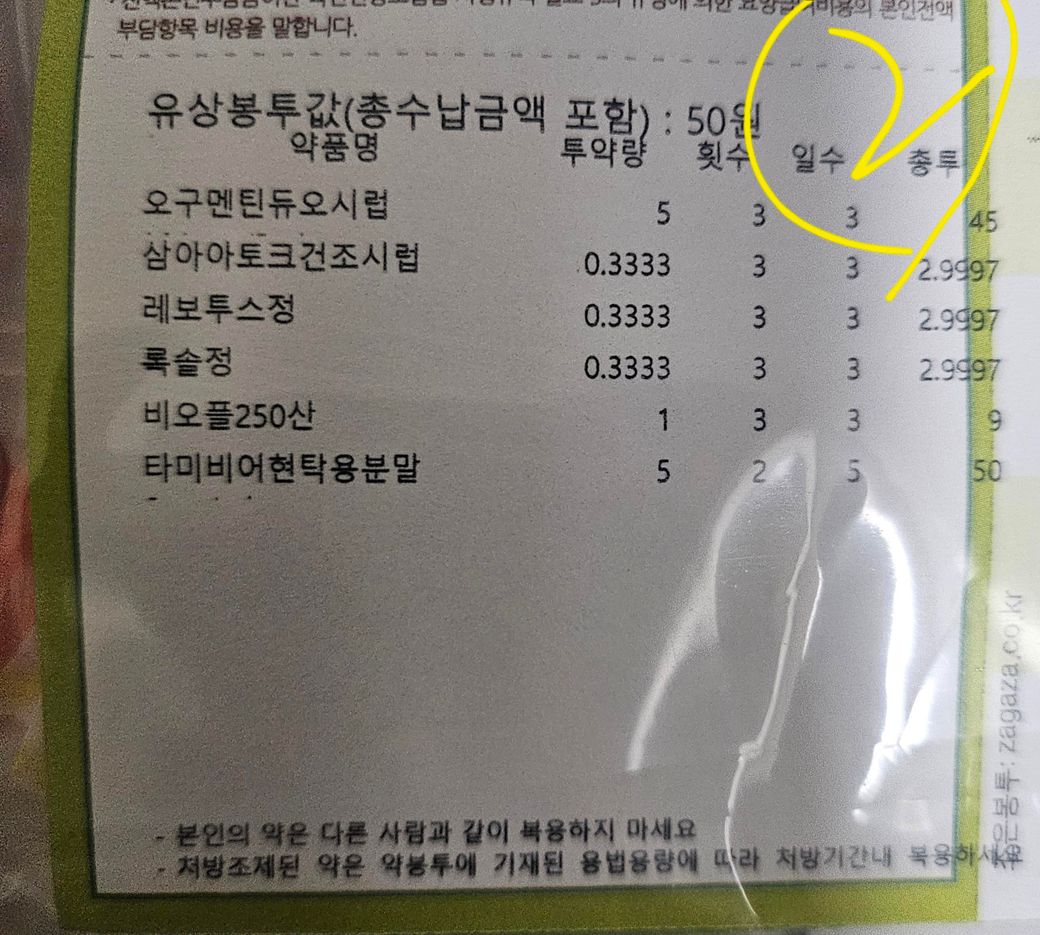 부담항목 비용을 말합니다.
유상봉투값(총수납금액 포함) : 50원
약품명 투약량 횟수 일수 총투
오구멘틴듀오시럽 5 3 3 45
삼아아토크건조시럽 0.3333 3 3 2.9997
레보투스정 0.3333 3 3 2.9997
록솔정 0.3333 3 3 2.9997
비오플250산 1 3 3 9
타미비어현탁용분말 5 2 5 50
- 본인의 약은 다른 사람과 같이 복용하지 마세요
- 처방조제된 약은 약봉투에 기재된 용법용량에 따라 처방기간내 복용하세요
zagaza.co.kr